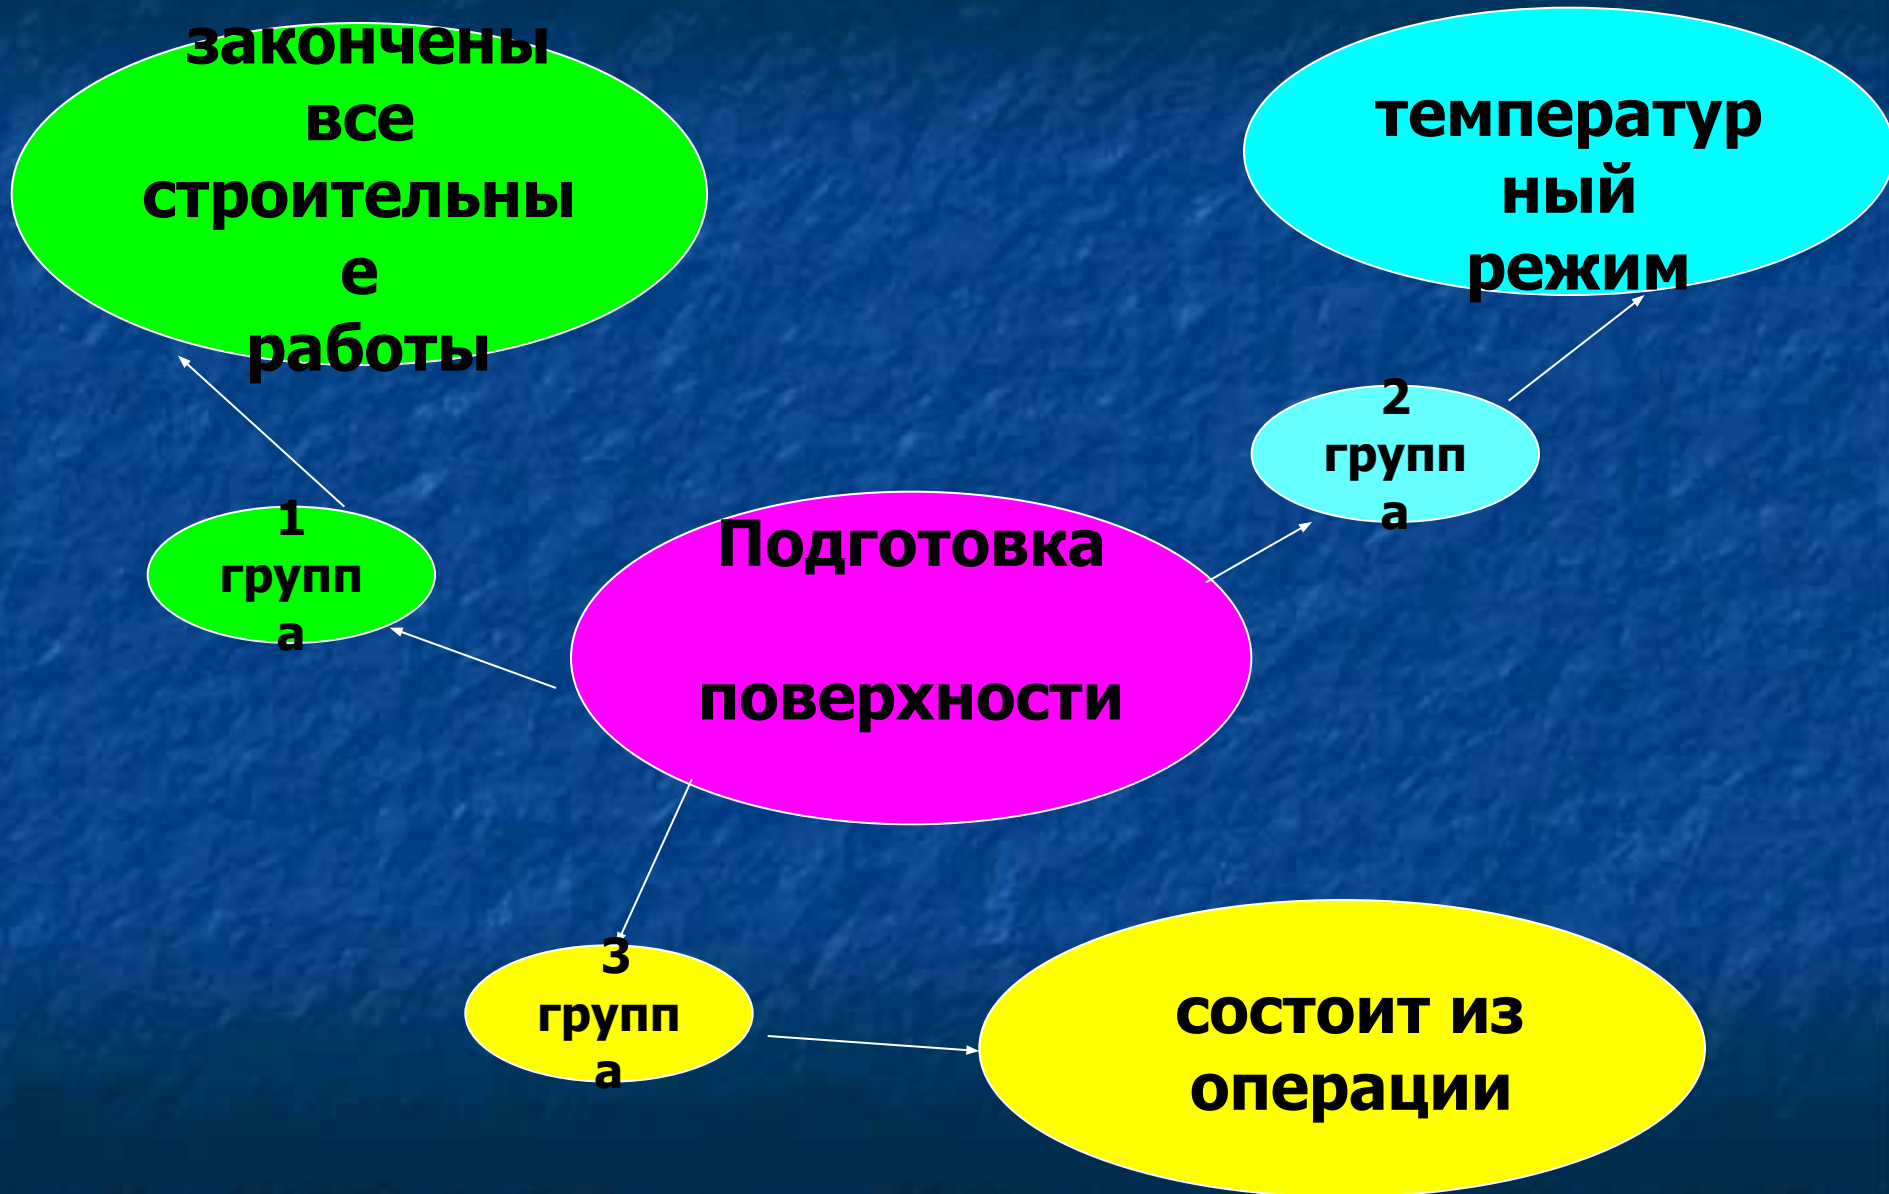 закончены
все
строительны
е
работы
температур
ный
режим
2
групп
а
1
групп
а
Подготовка
поверхности
3
групп
а
состоит из
операции